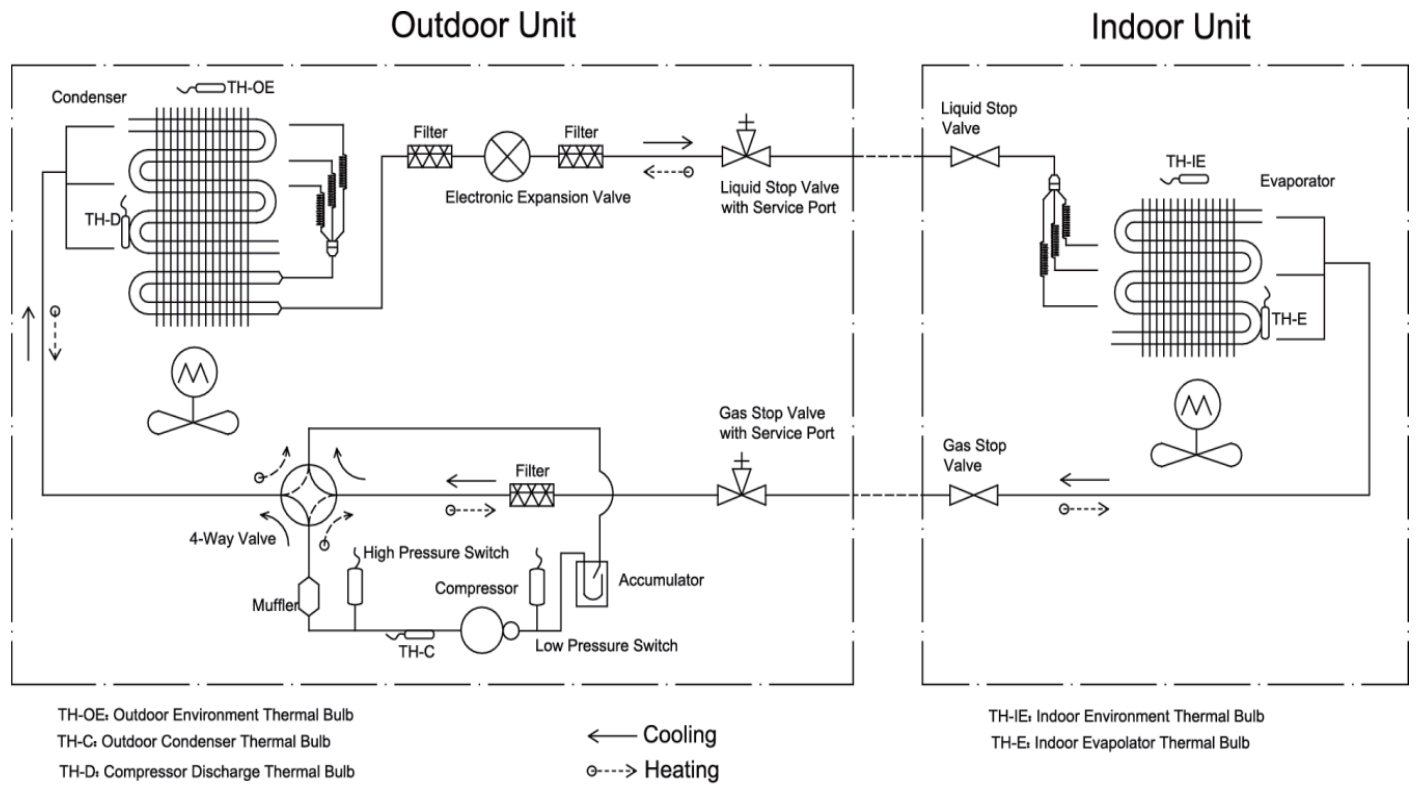 Outdoor Unit
Indoor Unit
Condenser
TH-OE
Filter
Filter
Electronic Expansion Valve
Liquid Stop Valve
with Service Port
TH-D
Liquid Stop
Valve
TH-IE
Evaporator
TH-E
Gas Stop Valve
with Service Port
Gas Stop
Valve
Filter
4-Way Valve
High Pressure Switch
Compressor
Accumulator
Muffler
TH-C
Low Pressure Switch
TH-OE: Outdoor Environment Thermal Bulb
TH-C: Outdoor Condenser Thermal Bulb
TH-D: Compressor Discharge Thermal Bulb
Cooling
Heating
TH-IE: Indoor Environment Thermal Bulb
TH-E: Indoor Evapolator Thermal Bulb